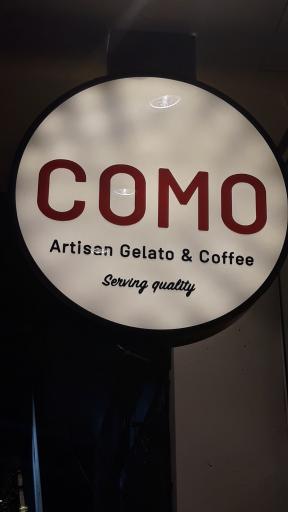 COMO
Artisan Gelato & Coffee
Serving quality